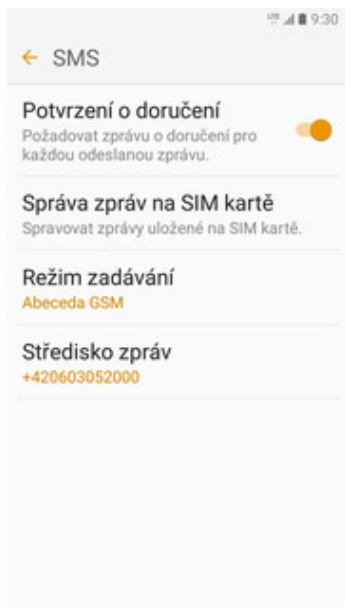 LTE 9:30
SMS
Potvrzení o doručení
Požadovat zprávu o doručení pro
každou odeslanou zprávu.
Správa zpráv na SIM kartě
Spravovat zprávy uložené na SIM kartě.
Režim zadávání
Abeceda GSM
Středisko zpráv
+420603052000